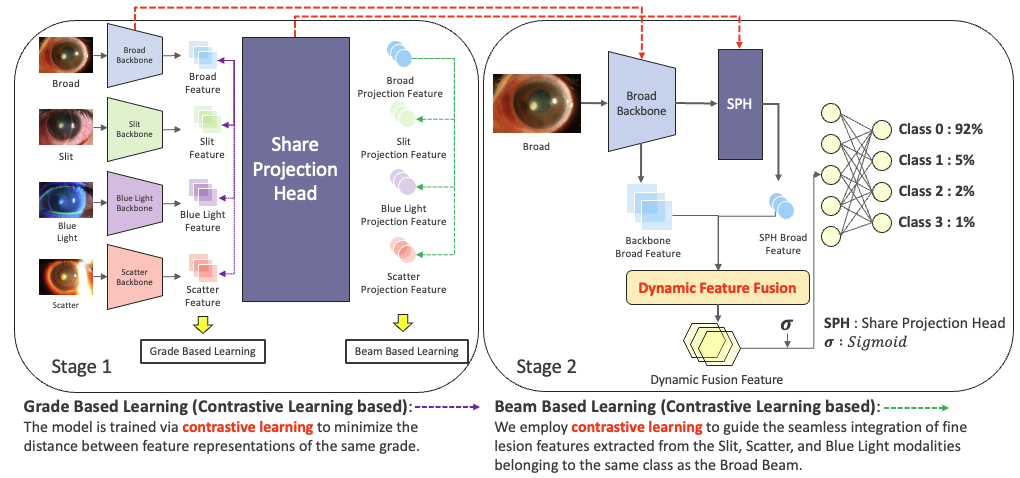 Broad
Broad
Backbone
Broad
Feature
Slit
Slit
Backbone
Slit
Feature
Blue
Light
Blue Light
Backbone
Blue Light
Feature
Scatter
Scatter
Backbone
Scatter
Feature
Share
Projection
Head
Broad
Projection Feature
Slit
Projection Feature
Blue Light
Projection Feature
Scatter
Projection Feature
Grade Based Learning
Beam Based Learning
Stage 1
Broad
Broad
Backbone
SPH
Backbone
Broad Feature
SPH Broad
Feature
Dynamic Feature Fusion
Dynamic Fusion Feature
σ
Class 0 : 92%
Class 1 : 5%
Class 2 : 2%
Class 3 : 1%
SPH : Share Projection Head
σ : Sigmoid
Stage 2
Grade Based Learning (Contrastive Learning based):
The model is trained via contrastive learning to minimize the
distance between feature representations of the same grade.
Beam Based Learning (Contrastive Learning based):
We employ contrastive learning to guide the seamless integration of fine
lesion features extracted from the Slit, Scatter, and Blue Light modalities
belonging to the same class as the Broad Beam.